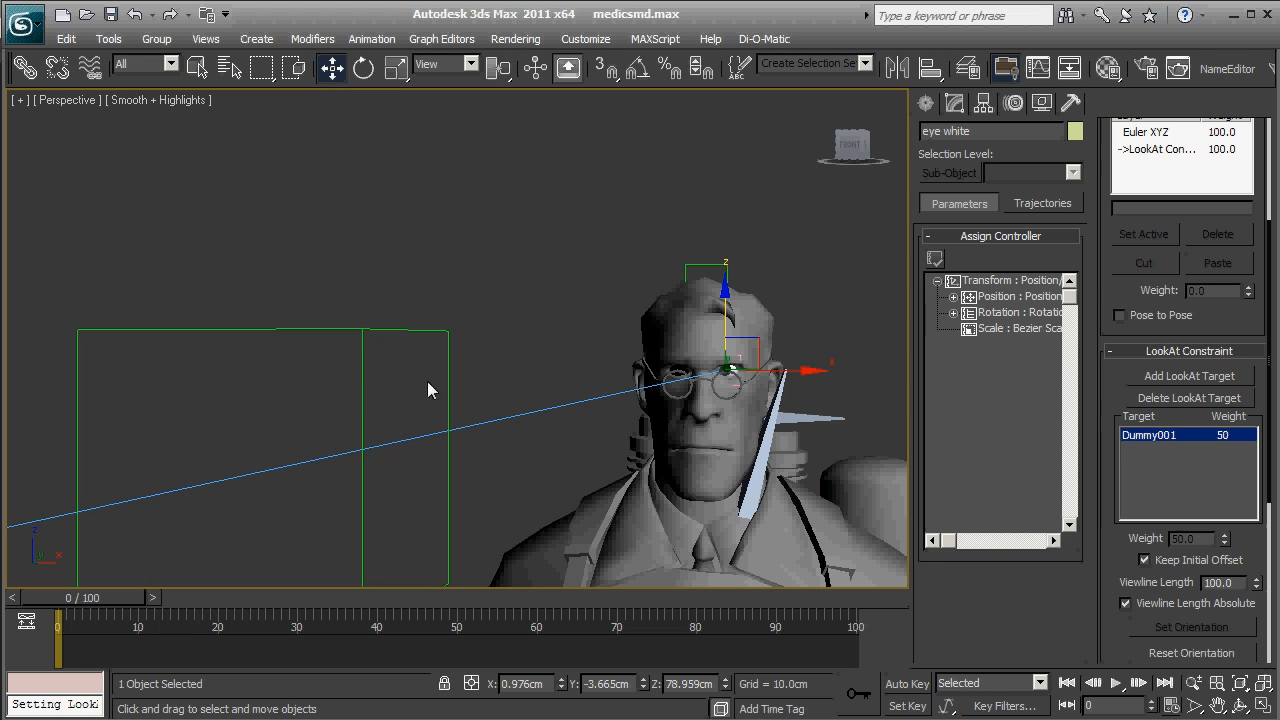 Autodesk 3ds Max 2011 x64 medicsmd.max
Type a keyword or phrase
Edit Tools Group Views Create Modifiers Animation Graph Editors Rendering Customize MAXScript Help Di-O-Matic
All
View
Create Selection Se
NameEditor
[ + ] [ Perspective ] [ Smooth + Highlights ]
FRONT
eye white
Selection Level:
Sub-Object
Parameters
Trajectories
- Assign Controller
Transform : Position/
Position : Position
Rotation : Rotatio
Scale : Bezier Sca
Weight
Euler XYZ 100.0
->LookAt Con... 100.0
Set Active
Delete
Cut
Paste
Weight: 0.0
Pose to Pose
- LookAt Constraint
Add LookAt Target
Delete LookAt Target
Target Weight
Dummy001 50
Weight 50.0
Keep Initial Offset
Viewline Length 100.0
Viewline Length Absolute
Set Orientation
Reset Orientation
z
x
z
y
x
< 0 / 100 >
0 10 20 30 40 50 60 70 80 90 100
1 Object Selected
X: 0.976cm
Y: -3.665cm
Z: 78.959cm
Grid = 10.0cm
Auto Key
Selected
Setting Look
Click and drag to select and move objects
Add Time Tag
Set Key
Key Filters...
0